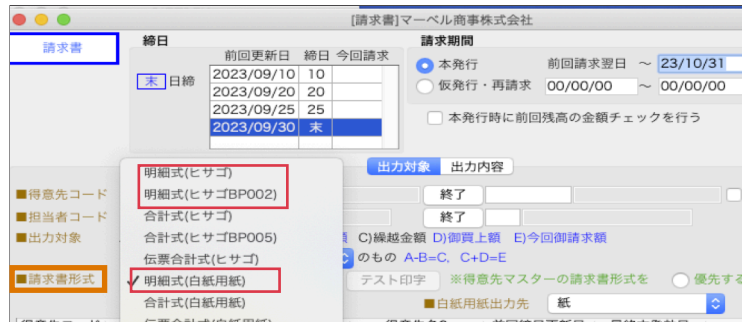 [請求書]マーベル商事株式会社
請求書
締日
請求期間
前回更新日 締日 今回請求
末 日締
2023/09/10 10
2023/09/20 20
2023/09/25 25
2023/09/30 末
本発行 前回請求翌日 ～ 23/10/31
仮発行・再請求 00/00/00 ～ 00/00/00
本発行時に前回残高の金額チェックを行う
出力対象 出力内容
明細式(ヒサゴ)
■得意先コード 明細式(ヒサゴBP002) 終了
■担当者コード 合計式(ヒサゴ) 終了
■出力対象 合計式(ヒサゴBP005) 額 C)繰越金額 D)御買上額 E)今回御請求額
伝票合計式(ヒサゴ) のもの A-B=C, C+D=E
■請求書形式 ✓明細式(白紙用紙) テスト印字 ※得意先マスターの請求書形式を 優先する
合計式(白紙用紙) ■白紙用紙出力先 紙
伝票合計式(白紙用紙)